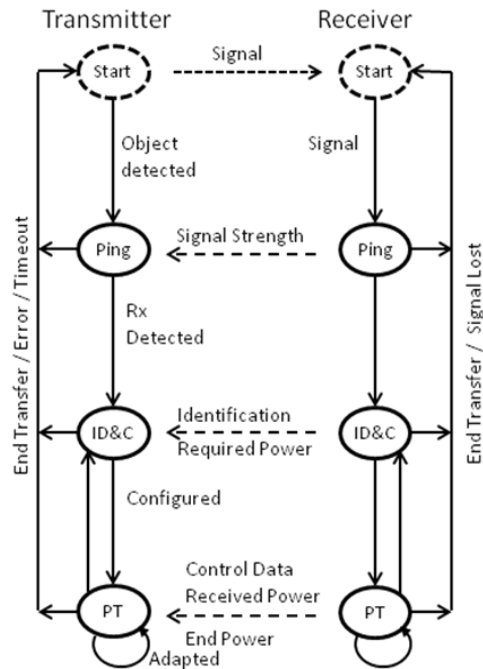 Transmitter Receiver
Start Signal Start
Object
detected
Signal
Ping Signal Strength Ping
End Transfer / Error / Timeout
End Transfer / Signal Lost
Rx
Detected
ID&C Identification ID&C
Required Power
Configured
Control Data
Received Power
PT PT
End Power
Adapted